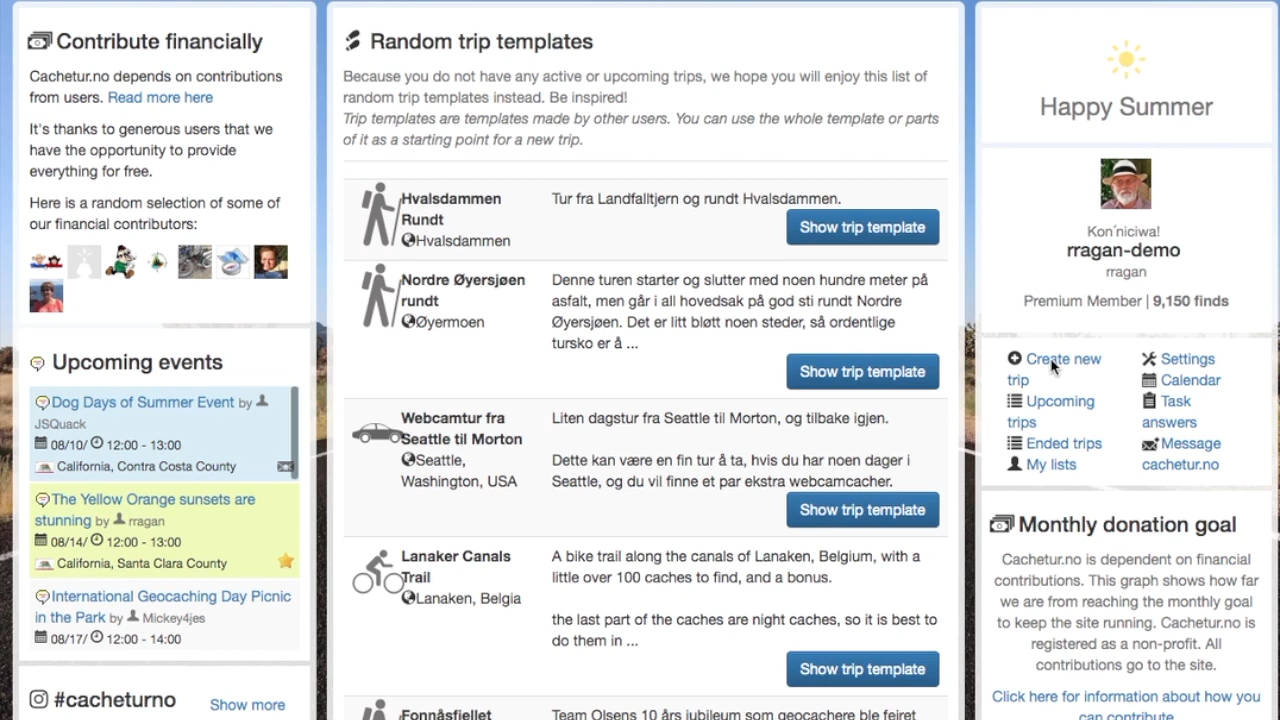 Contribute financially
Cachetur.no depends on contributions
from users. Read more here
It's thanks to generous users that we
have the opportunity to provide
everything for free.
Here is a random selection of some of
our financial contributors:
Upcoming events
Dog Days of Summer Event by
JSQuack
08/10/ 12:00 - 13:00
California, Contra Costa County
The Yellow Orange sunsets are
stunning by rragan
08/14/ 12:00 - 13:00
California, Santa Clara County
International Geocaching Day Picnic
in the Park by Mickey4jes
08/17/ 12:00 - 14:00
#cacheturno Show more
Random trip templates
Because you do not have any active or upcoming trips, we hope you will enjoy this list of
random trip templates instead. Be inspired!
Trip templates are templates made by other users. You can use the whole template or parts
of it as a starting point for a new trip.
Hvalsdammen
Rundt
Hvalsdammen
Tur fra Landfalltjern og rundt Hvalsdammen.
Show trip template
Nordre Øyersjøen
rundt
Øyermoen
Denne turen starter og slutter med noen hundre meter på
asfalt, men går i all hovedsak på god sti rundt Nordre
Øyersjøen. Det er litt bløtt noen steder, så ordentlige
tursko er å ...
Show trip template
Webcamtur fra
Seattle til Morton
Seattle,
Washington, USA
Liten dagstur fra Seattle til Morton, og tilbake igjen.
Dette kan være en fin tur å ta, hvis du har noen dager i
Seattle, og du vil finne et par ekstra webcamcacher.
Show trip template
Lanaker Canals
Trail
Lanaken, Belgia
A bike trail along the canals of Lanaken, Belgium, with a
little over 100 caches to find, and a bonus.
the last part of the caches are night caches, so it is best to
do them in ...
Show trip template
Fonnåsfjellet
Team Olsens 10 års jubileum som geocachere ble feiret
Happy Summer
Kon´niciwa!
rragan-demo
rragan
Premium Member | 9,150 finds
Create new
trip
Upcoming
trips
Ended trips
My lists
Settings
Calendar
Task
answers
Message
cachetur.no
Monthly donation goal
Cachetur.no is dependent on financial
contributions. This graph shows how far
we are from reaching the monthly goal
to keep the site running. Cachetur.no is
registered as a non-profit. All
contributions go to the site.
Click here for information about how you
can contribute